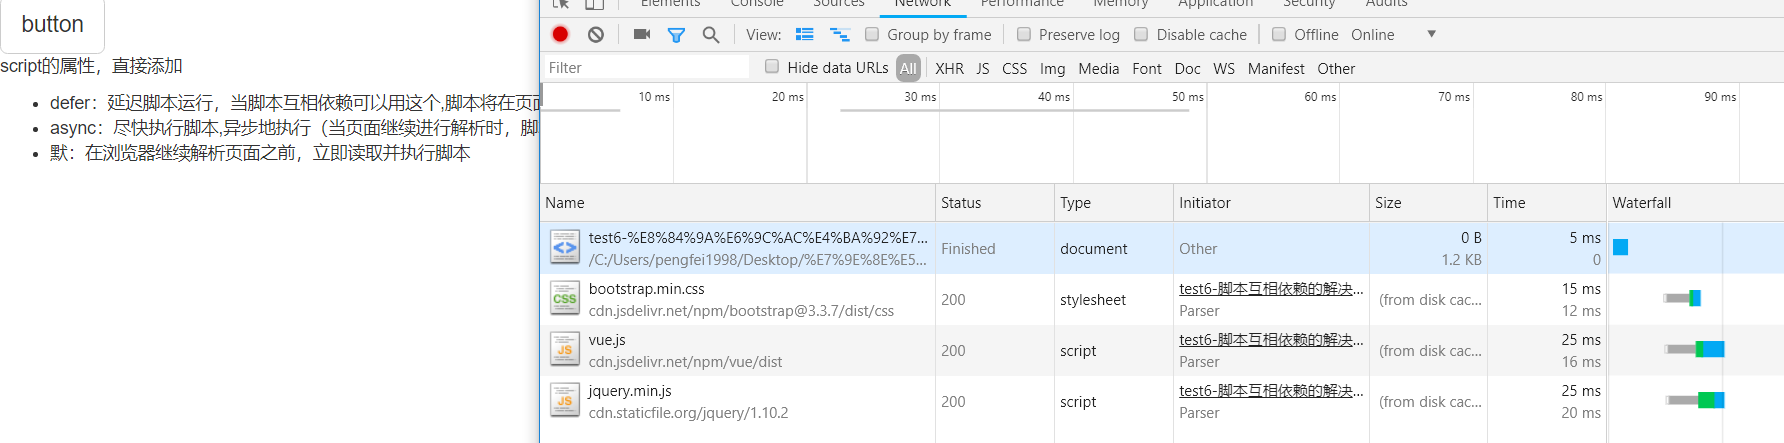 button
script的属性，直接添加
defer：延迟脚本运行，当脚本互相依赖可以用这个,脚本将在页
async：尽快执行脚本,异步地执行（当页面继续进行解析时，
默：在浏览器继续解析页面之前，立即读取并执行脚本
Elements Console Sources Network Performance Memory Application Security Audits
View: Group by frame Preserve log Disable cache Offline Online
Filter Hide data URLs All XHR JS CSS Img Media Font Doc WS Manifest Other
10 ms 20 ms 30 ms 40 ms 50 ms 60 ms 70 ms 80 ms 90 ms
Name Status Type Initiator Size Time Waterfall
test6-%E8%84%9A%E6%9C%AC%E4%BA%92%E7... Finished document Other 0 B 5 ms
/C:/Users/pengfei1998/Desktop/%E7%9E%8E%E5... 1.2 KB 0
bootstrap.min.css 200 stylesheet test6-脚本互相依赖的解决... (from disk cac... 15 ms
cdn.jsdelivr.net/npm/bootstrap@3.3.7/dist/css Parser 12 ms
vue.js 200 script test6-脚本互相依赖的解决... (from disk cac... 25 ms
cdn.jsdelivr.net/npm/vue/dist Parser 16 ms
jquery.min.js 200 script test6-脚本互相依赖的解决... (from disk cac... 25 ms
cdn.staticfile.org/jquery/1.10.2 Parser 20 ms